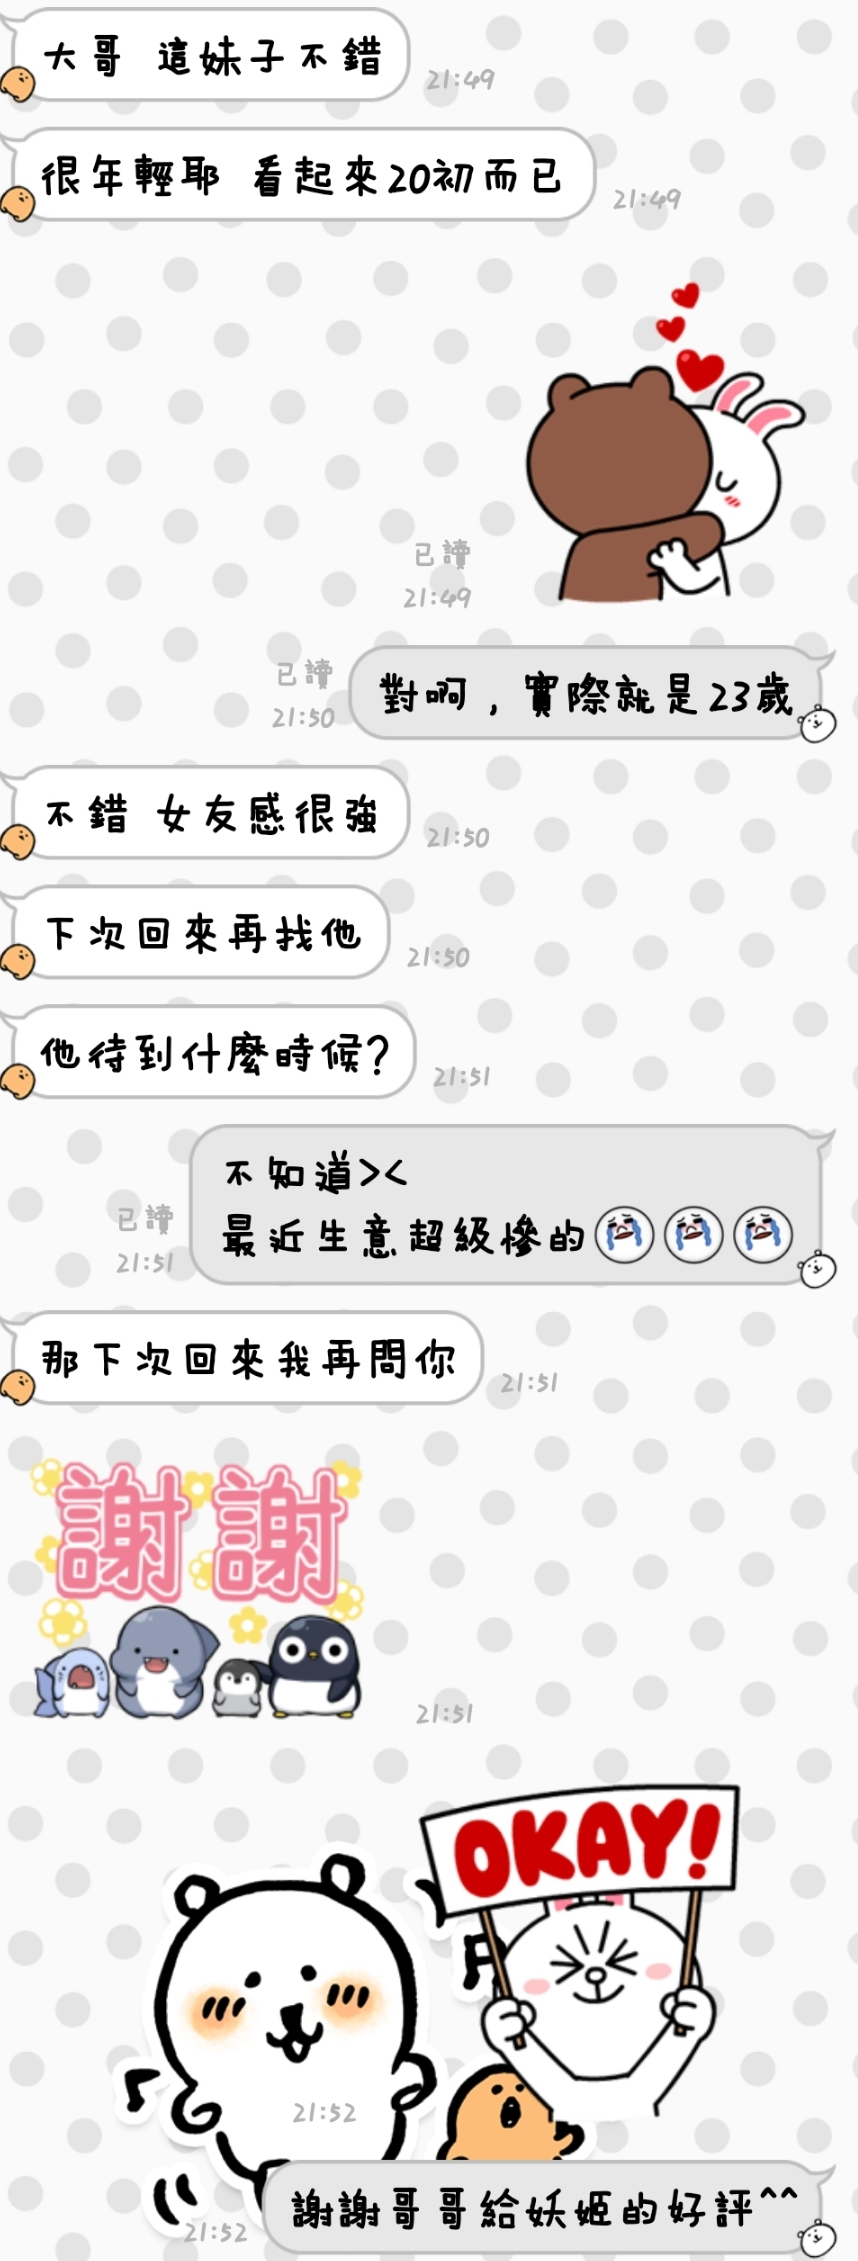 大哥 這妹子不錯
21:49
很年輕耶 看起來20初而已
21:49
已讀
21:49
對啊，實際就是23歲
已讀
21:50
不錯 女友感很強
21:50
下次回來再找他
21:50
他待到什麼時候?
21:51
不知道><
最近生意超級慘的
已讀
21:51
那下次回來我再問你
21:51
謝謝
21:51
OKAY!
21:52
謝謝哥哥給妖姬的好評^^
21:52